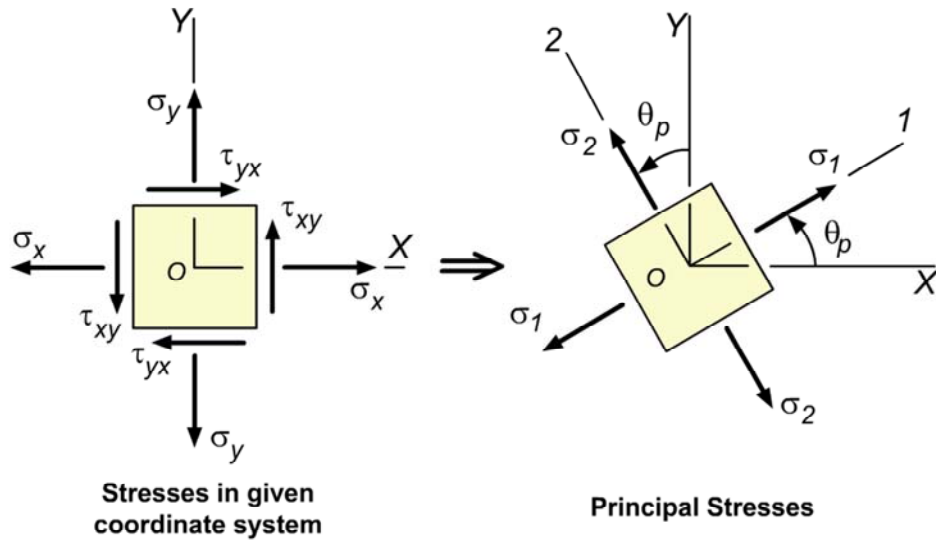 Y
σy
τyx
τxy
σx
O
X
σx
τxy
τyx
σy
Stresses in given
coordinate system
2
Y
θp
1
σ2
σ1
θp
O
X
σ1
σ2
Principal Stresses